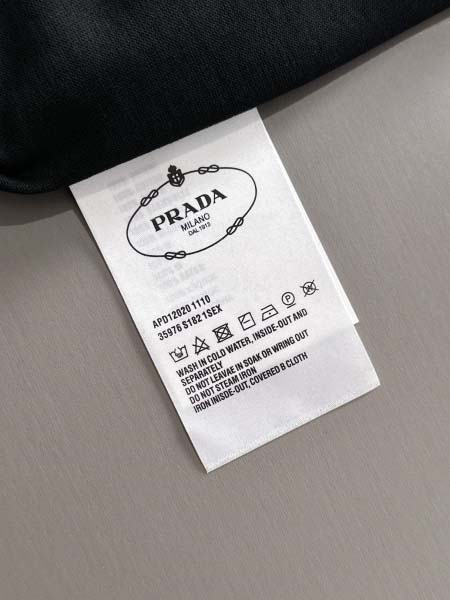 PRADA
MILANO
DAL 1913
APD12020 1110
35976 S182 1SEX
WASH IN COLD WATER, INSIDE-OUT AND
SEPARATELY
DO NOT LEAVAE IN SOAK OR WRING OUT
DO NOT STEAM IRON
IRON INISDE-OUT, COVERED B CLOTH